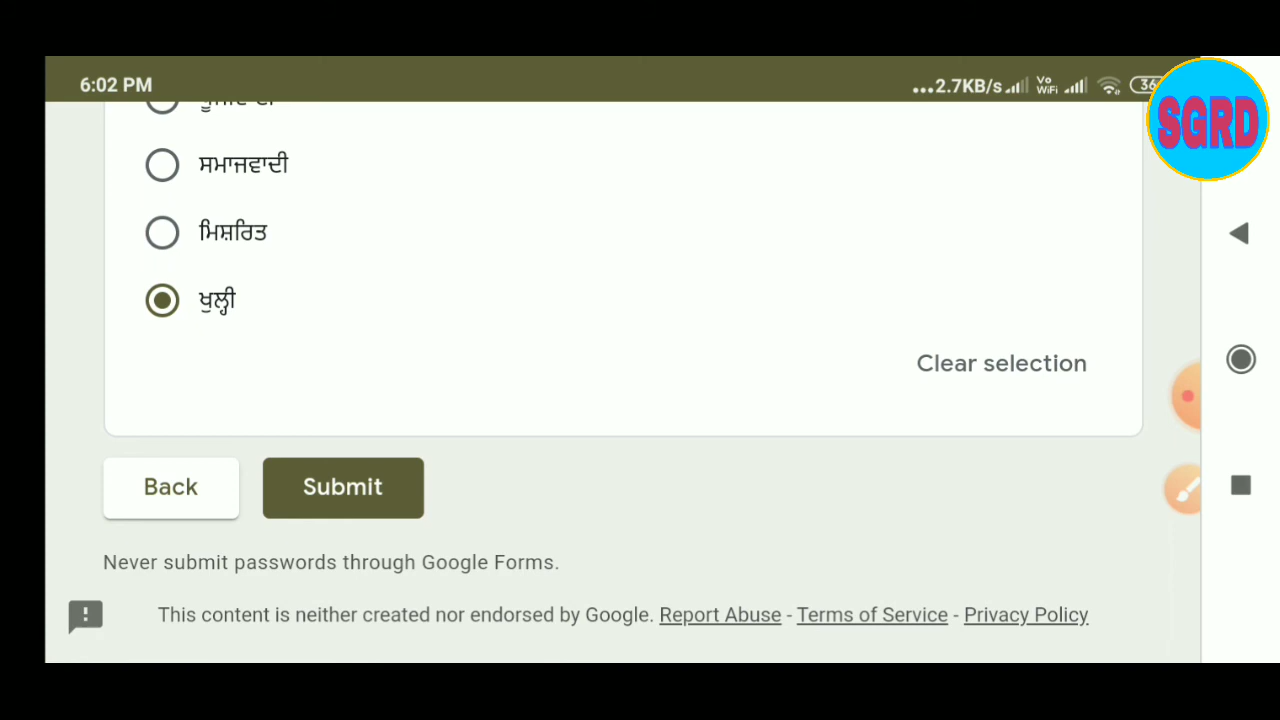 6:02 PM
...2.7KB/s Vo WiFi 36
SGRD
ਸਮਾਜਵਾਦੀ
ਮਿਸ਼ਰਿਤ
ਖੁਲ੍ਹੀ
Clear selection
Back Submit
Never submit passwords through Google Forms.
This content is neither created nor endorsed by Google. Report Abuse - Terms of Service - Privacy Policy